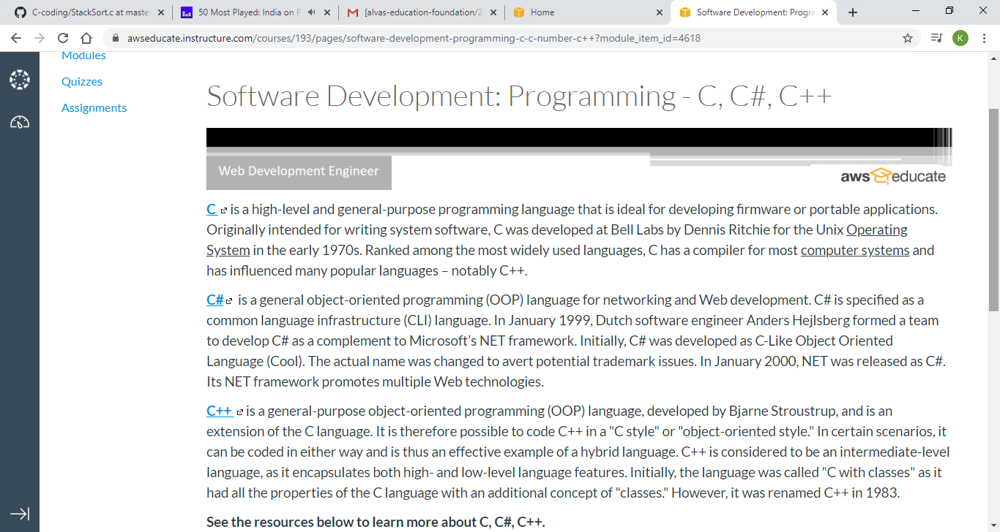 C-coding/StackSort.c at master
50 Most Played: India on P
[alvas-education-foundation/2
Home
Software Development: Progra
awseducate.instructure.com/courses/193/pages/software-development-programming-c-c-number-c++?module_item_id=4618
K
Modules
Quizzes
Assignments
Software Development: Programming - C, C#, C++
Web Development Engineer
aws educate
C is a high-level and general-purpose programming language that is ideal for developing firmware or portable applications.
Originally intended for writing system software, C was developed at Bell Labs by Dennis Ritchie for the Unix Operating
System in the early 1970s. Ranked among the most widely used languages, C has a compiler for most computer systems and
has influenced many popular languages – notably C++.
C# is a general object-oriented programming (OOP) language for networking and Web development. C# is specified as a
common language infrastructure (CLI) language. In January 1999, Dutch software engineer Anders Hejlsberg formed a team
to develop C# as a complement to Microsoft's NET framework. Initially, C# was developed as C-Like Object Oriented
Language (Cool). The actual name was changed to avert potential trademark issues. In January 2000, NET was released as C#.
Its NET framework promotes multiple Web technologies.
C++ is a general-purpose object-oriented programming (OOP) language, developed by Bjarne Stroustrup, and is an
extension of the C language. It is therefore possible to code C++ in a "C style" or "object-oriented style." In certain scenarios, it
can be coded in either way and is thus an effective example of a hybrid language. C++ is considered to be an intermediate-level
language, as it encapsulates both high- and low-level language features. Initially, the language was called "C with classes" as it
had all the properties of the C language with an additional concept of "classes." However, it was renamed C++ in 1983.
See the resources below to learn more about C, C#, C++.